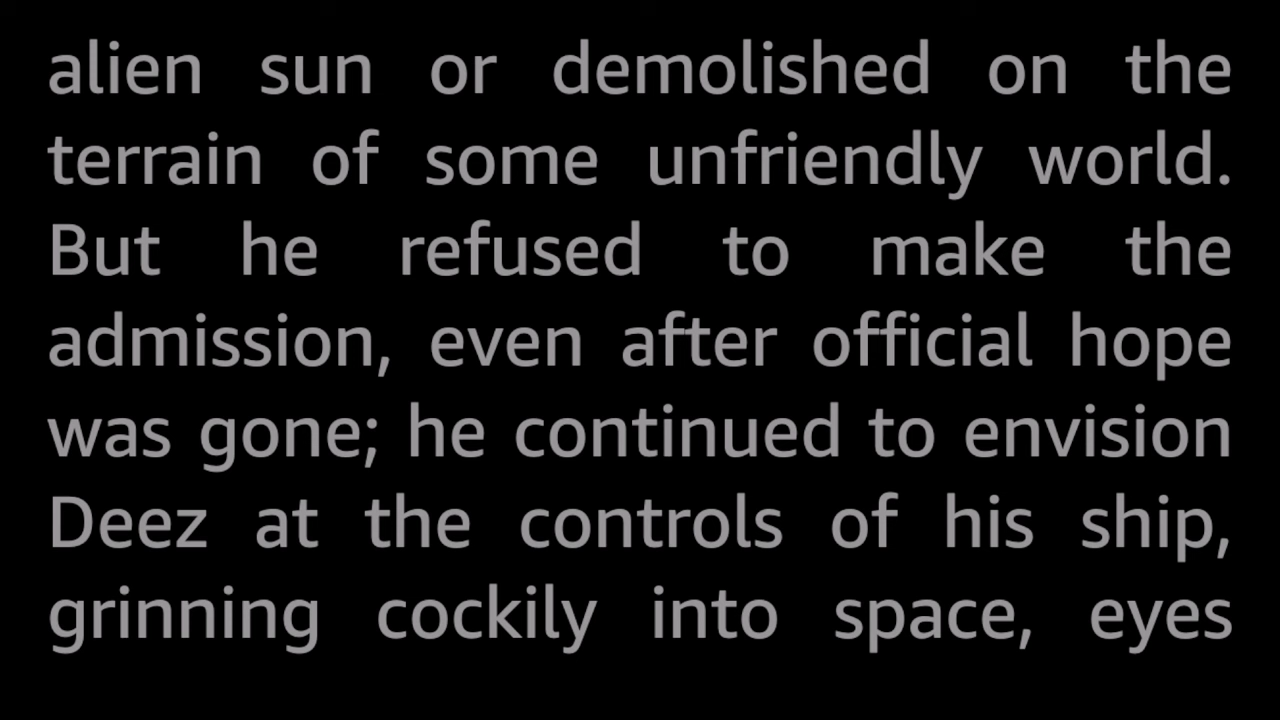 alien sun or demolished on the
terrain of some unfriendly world.
But he refused to make the
admission, even after official hope
was gone; he continued to envision
Deez at the controls of his ship,
grinning cockily into space, eyes